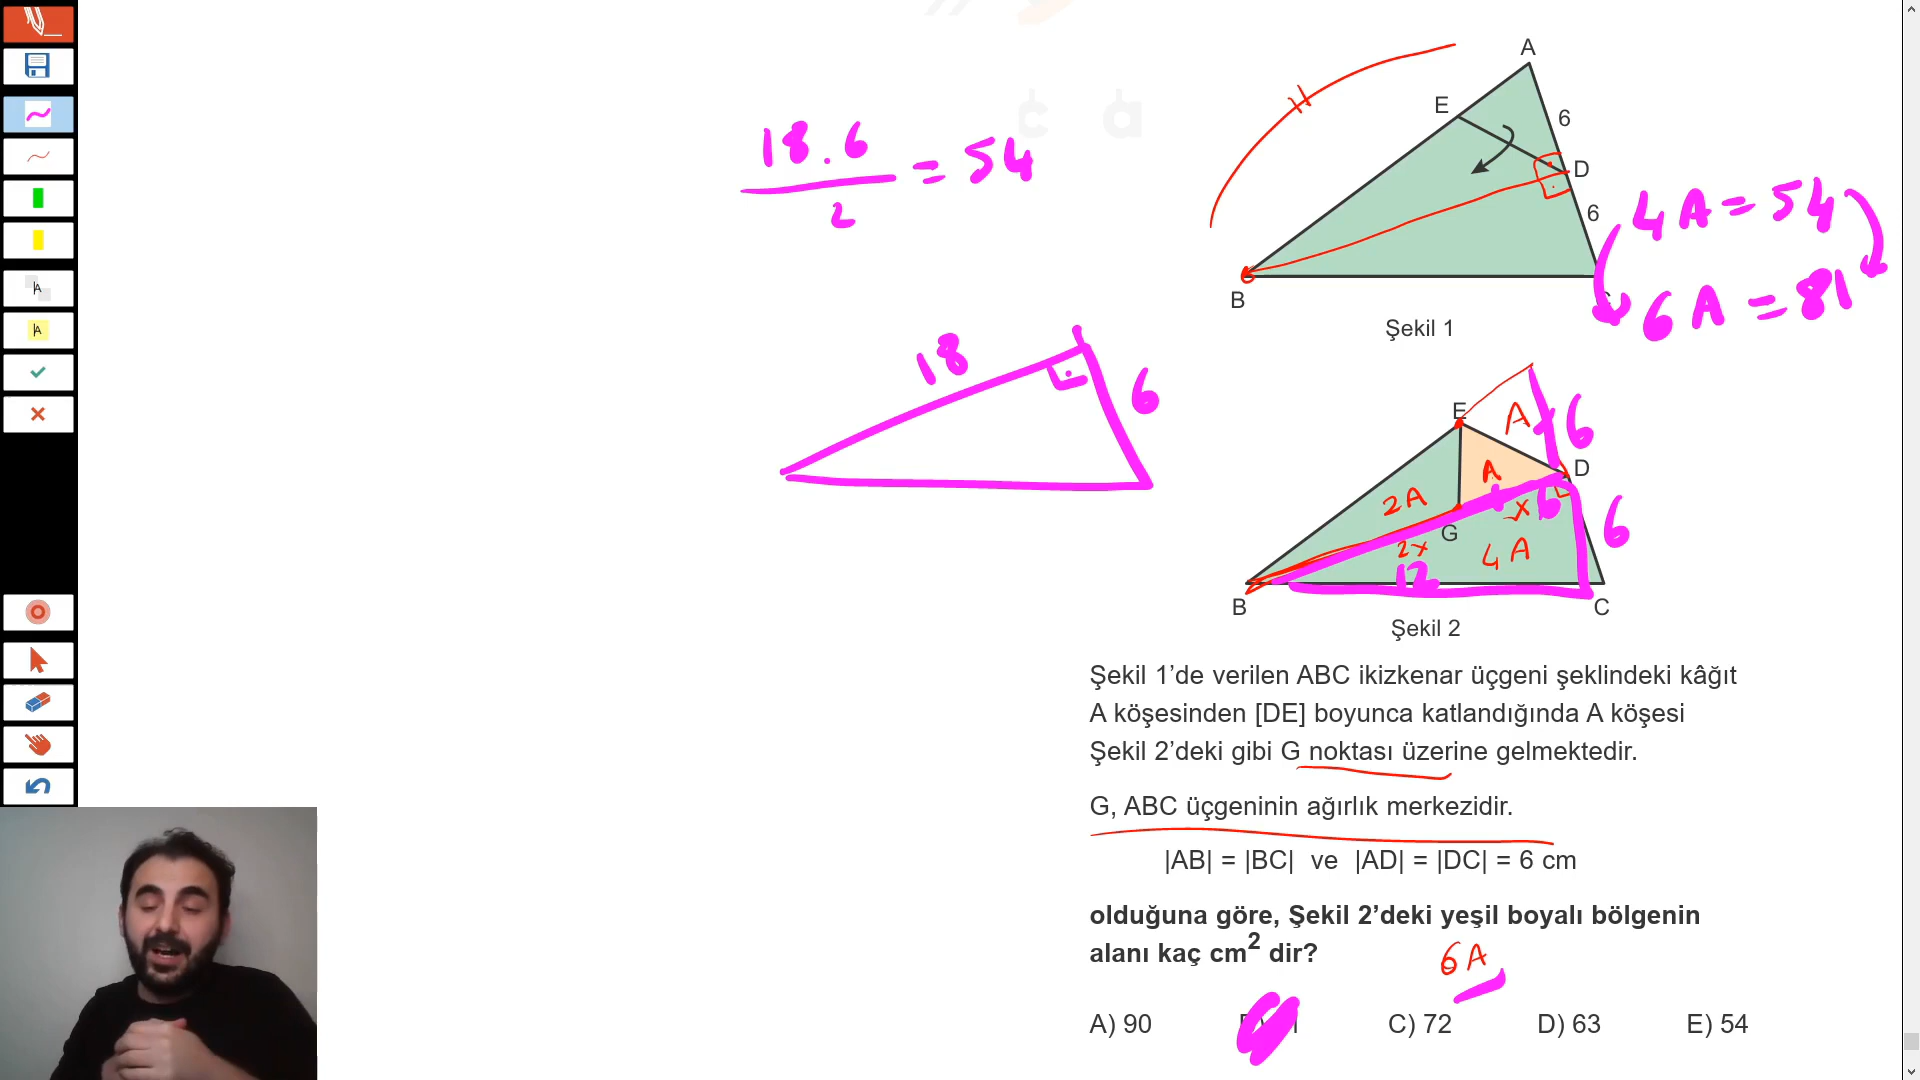 18.6
2
= 54
A
E
6
D
6
B
Şekil 1
4A = 54
6A = 81
18
6
E
A
6
D
A
2A
x
6
6
G
2x
4A
12
B
C
Şekil 2
Şekil 1’de verilen ABC ikizkenar üçgeni şeklindeki kâğıt
A köşesinden [DE] boyunca katlandığında A köşesi
Şekil 2’deki gibi G noktası üzerine gelmektedir.
G, ABC üçgeninin ağırlık merkezidir.
|AB| = |BC| ve |AD| = |DC| = 6 cm
olduğuna göre, Şekil 2’deki yeşil boyalı bölgenin
alanı kaç cm² dir?
6A
A) 90
C) 72 D) 63 E) 54